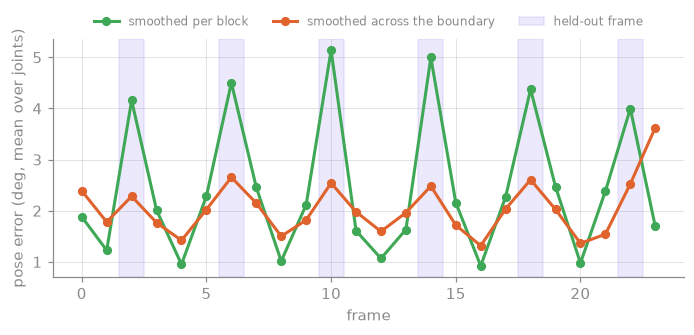 smoothed per block
smoothed across the boundary
held-out frame
pose error (deg, mean over joints)
5
4
3
2
1
0
5
10
15
20
frame